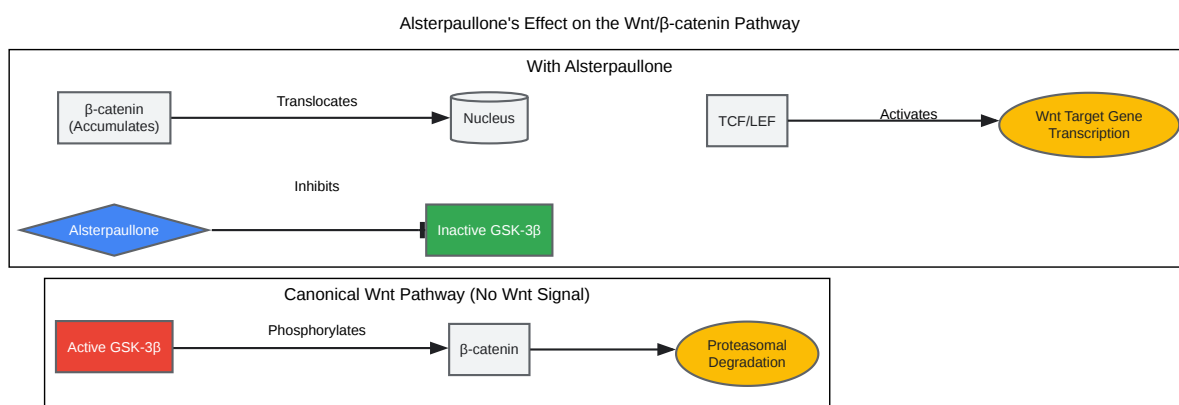 Alsterpaullone's Effect on the Wnt/β-catenin Pathway
With Alsterpaullone
β-catenin
(Accumulates)
Translocates
Nucleus
TCF/LEF
Activates
Wnt Target Gene
Transcription
Inhibits
Alsterpaullone
Inactive GSK-3β
Canonical Wnt Pathway (No Wnt Signal)
Active GSK-3β
Phosphorylates
β-catenin
Proteasomal
Degradation